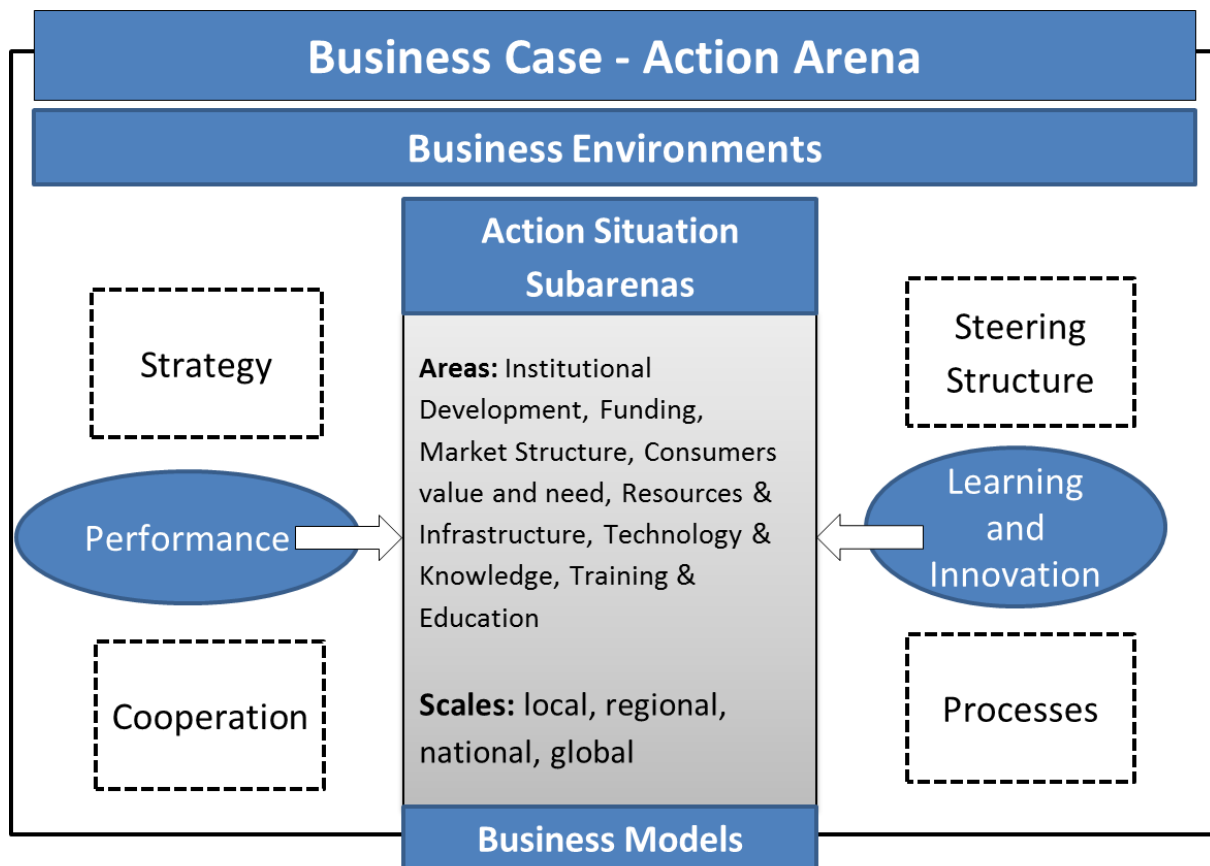 Business Case - Action Arena
Business Environments
Action Situation
Subarenas
Strategy
Performance
Cooperation
Areas: Institutional
Development, Funding,
Market Structure, Consumers
value and need, Resources &
Infrastructure, Technology &
Knowledge, Training &
Education
Scales: local, regional,
national, global
Steering
Structure
Learning
and
Innovation
Processes
Business Models